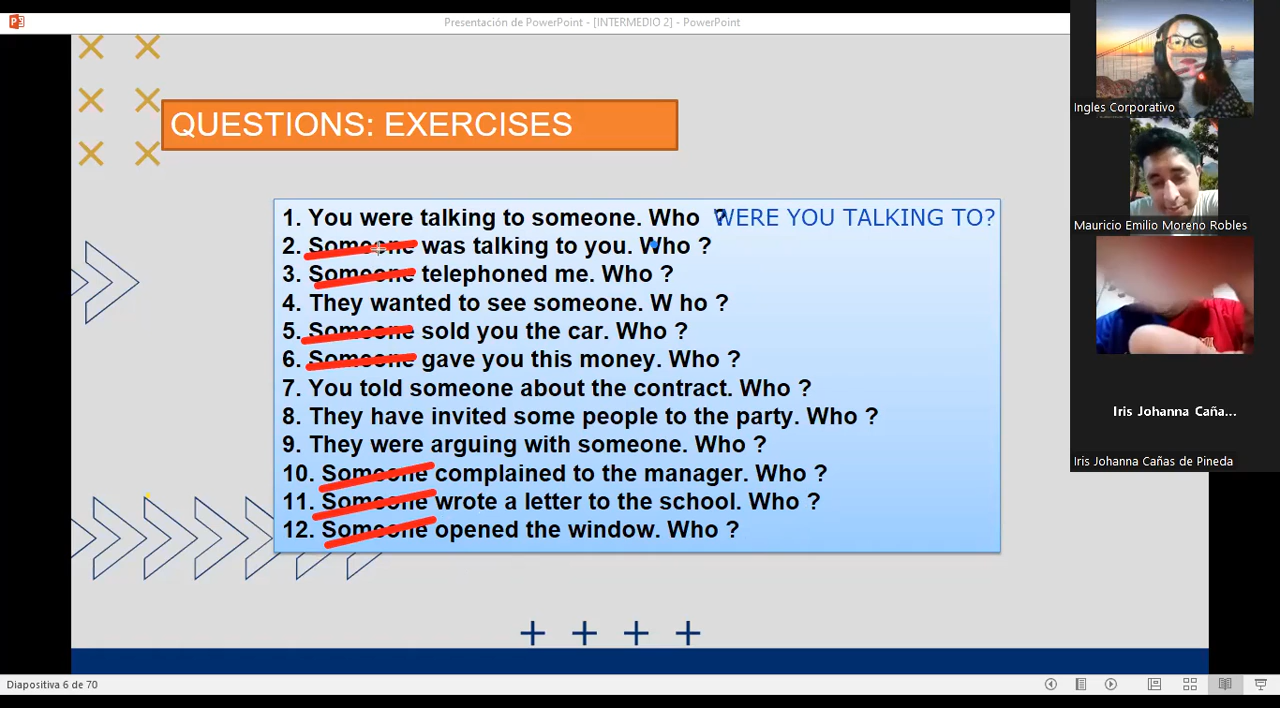 Presentación de PowerPoint - [INTERMEDIO 2] - PowerPoint
QUESTIONS: EXERCISES
1. You were talking to someone. Who ? WERE YOU TALKING TO?
2. Someone was talking to you. Who ?
3. Someone telephoned me. Who ?
4. They wanted to see someone. W ho ?
5. Someone sold you the car. Who ?
6. Someone gave you this money. Who ?
7. You told someone about the contract. Who ?
8. They have invited some people to the party. Who ?
9. They were arguing with someone. Who ?
10. Someone complained to the manager. Who ?
11. Someone wrote a letter to the school. Who ?
12. Someone opened the window. Who ?
Ingles Corporativo
Mauricio Emilio Moreno Robles
Iris Johanna Caña...
Iris Johanna Cañas de Pineda
Diapositiva 6 de 70